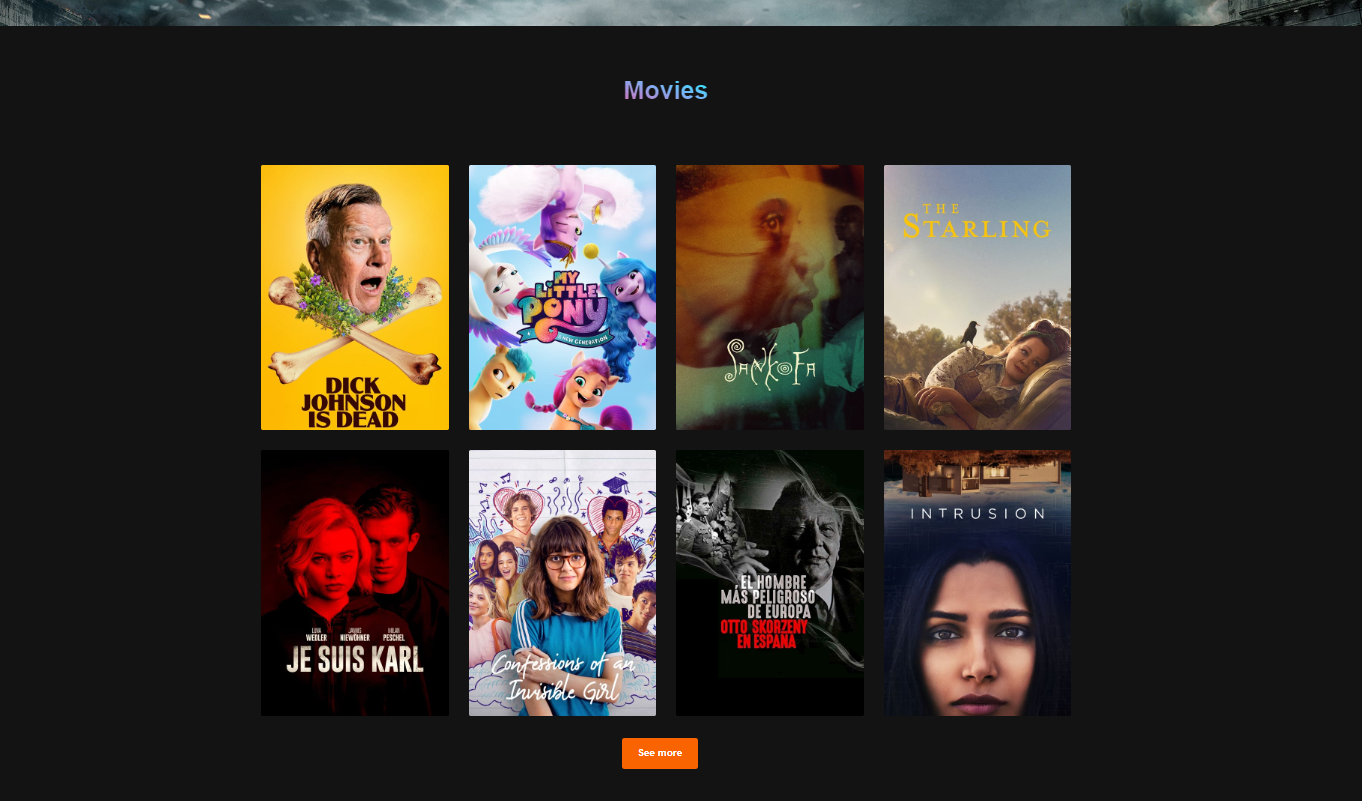 Movies
DICK
JOHNSON
IS DEAD
MY
LITTLE
PONY
A NEW GENERATION
SANKOFA
THE
STARLING
LUNA WEDLER
JANNIS NIEWÖHNER
MILAN PESCHEL
JE SUIS KARL
Confessions of an
Invisible Girl
EL HOMBRE
MÁS PELIGROSO
DE EUROPA
OTTO SKORZENY
EN ESPAÑA
INTRUSION
See more